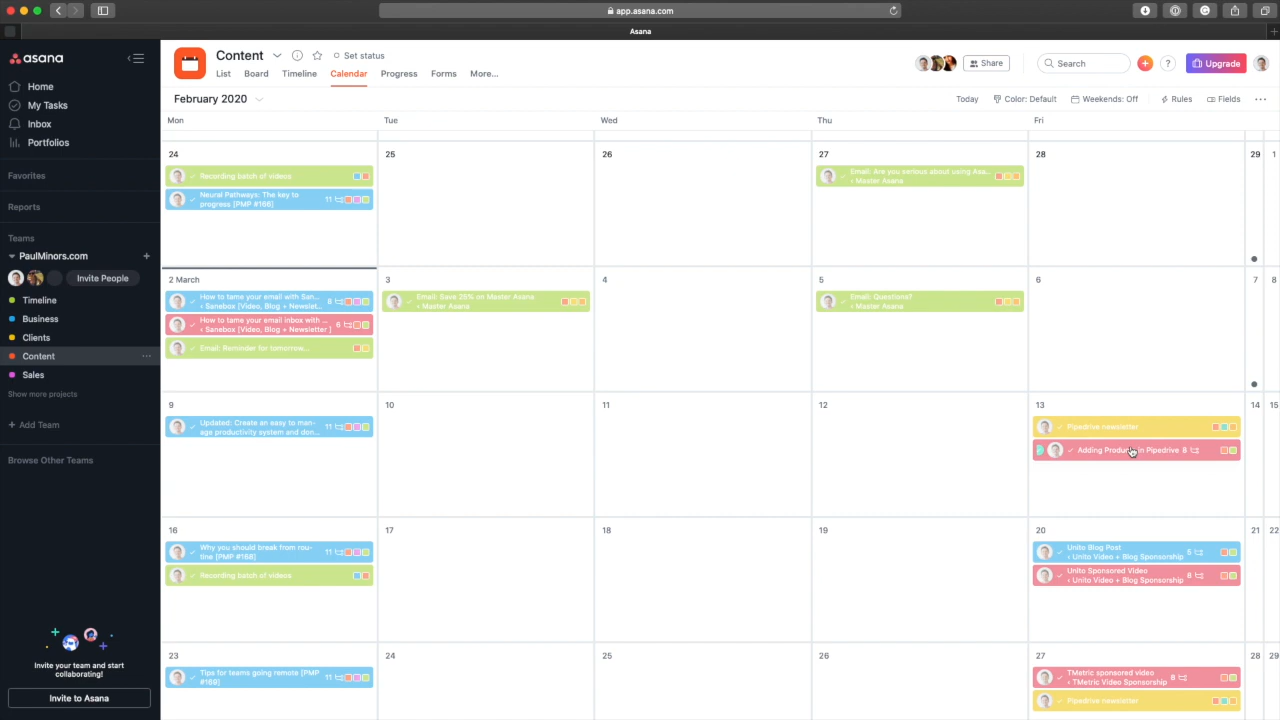 app.asana.com
Asana
asana
Home
My Tasks
Inbox
Portfolios
Favorites
Reports
Teams
PaulMinors.com
Invite People
Timeline
Business
Clients
Content
Sales
Show more projects
Add Team
Browse Other Teams
Invite your team and start
collaborating!
Invite to Asana
Content
Set status
List Board Timeline Calendar Progress Forms More...
Share
Search
?
Upgrade
February 2020
Today Color: Default Weekends: Off Rules Fields
Mon Tue Wed Thu Fri
24 25 26 27 28 29 1
Recording batch of videos
Neural Pathways: The key to
progress [PMP #166] 11
Email: Are you serious about using Asa...
‹ Master Asana
2 March 3 4 5 6 7 8
How to tame your email with San...
‹ Sanebox [Video, Blog + Newslet... 8
How to tame your email inbox with ...
‹ Sanebox [Video, Blog + Newsletter ] 6
Email: Reminder for tomorrow...
Email: Save 25% on Master Asana
‹ Master Asana
Email: Questions?
‹ Master Asana
9 10 11 12 13 14 15
Updated: Create an easy to man-
age productivity system and don... 11
Pipedrive newsletter
Adding Products in Pipedrive 8
16 17 18 19 20 21 22
Why you should break from rou-
tine [PMP #168] 11
Recording batch of videos
Unito Blog Post
‹ Unito Video + Blog Sponsorship 5
Unito Sponsored Video
‹ Unito Video + Blog Sponsorship 8
23 24 25 26 27 28 29
Tips for teams going remote [PMP
#169] 11
TMetric sponsored video
‹ TMetric Video Sponsorship 8
Pipedrive newsletter